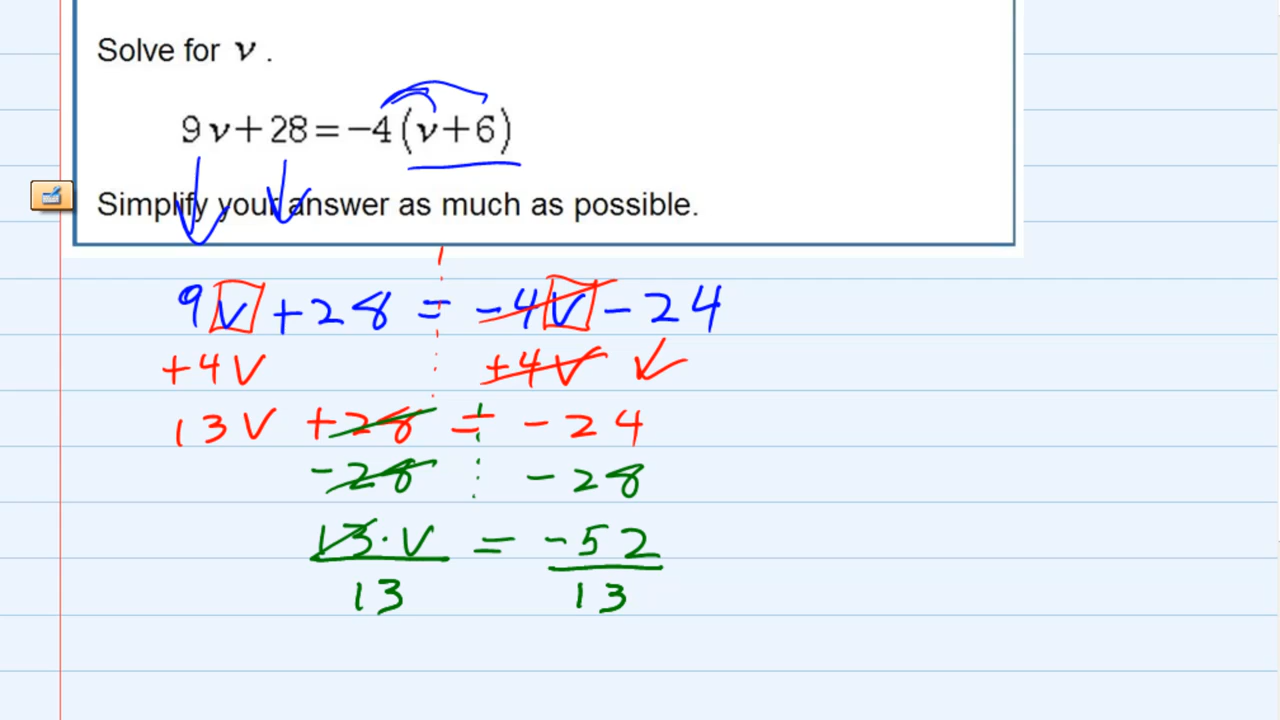 Solve for v .
9v+28=−4(v+6)
Simplify your answer as much as possible.
9v +28 = -4v -24
+4v +4v
13v +28 = -24
-28 -28
13·v = -52
13 13